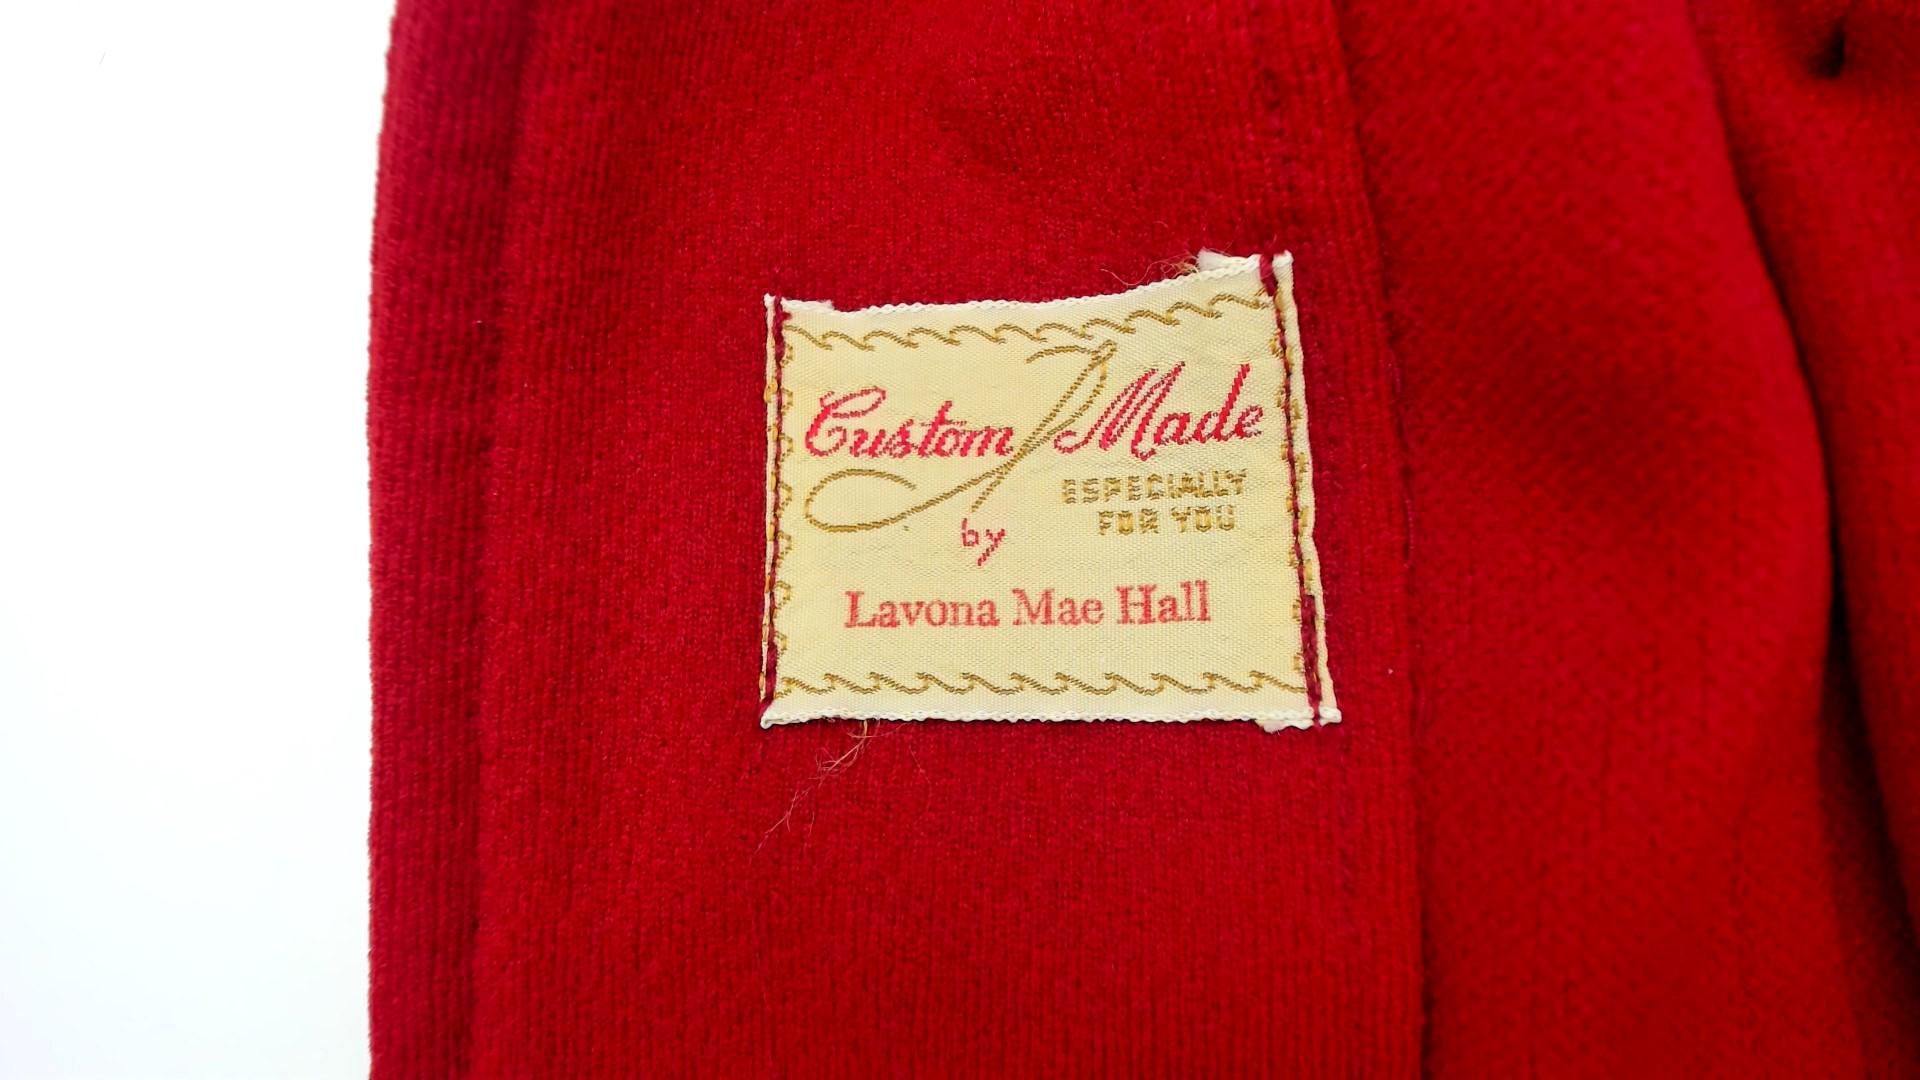 Custom Made
ESPECIALLY
FOR YOU
by
Lavona Mae Hall